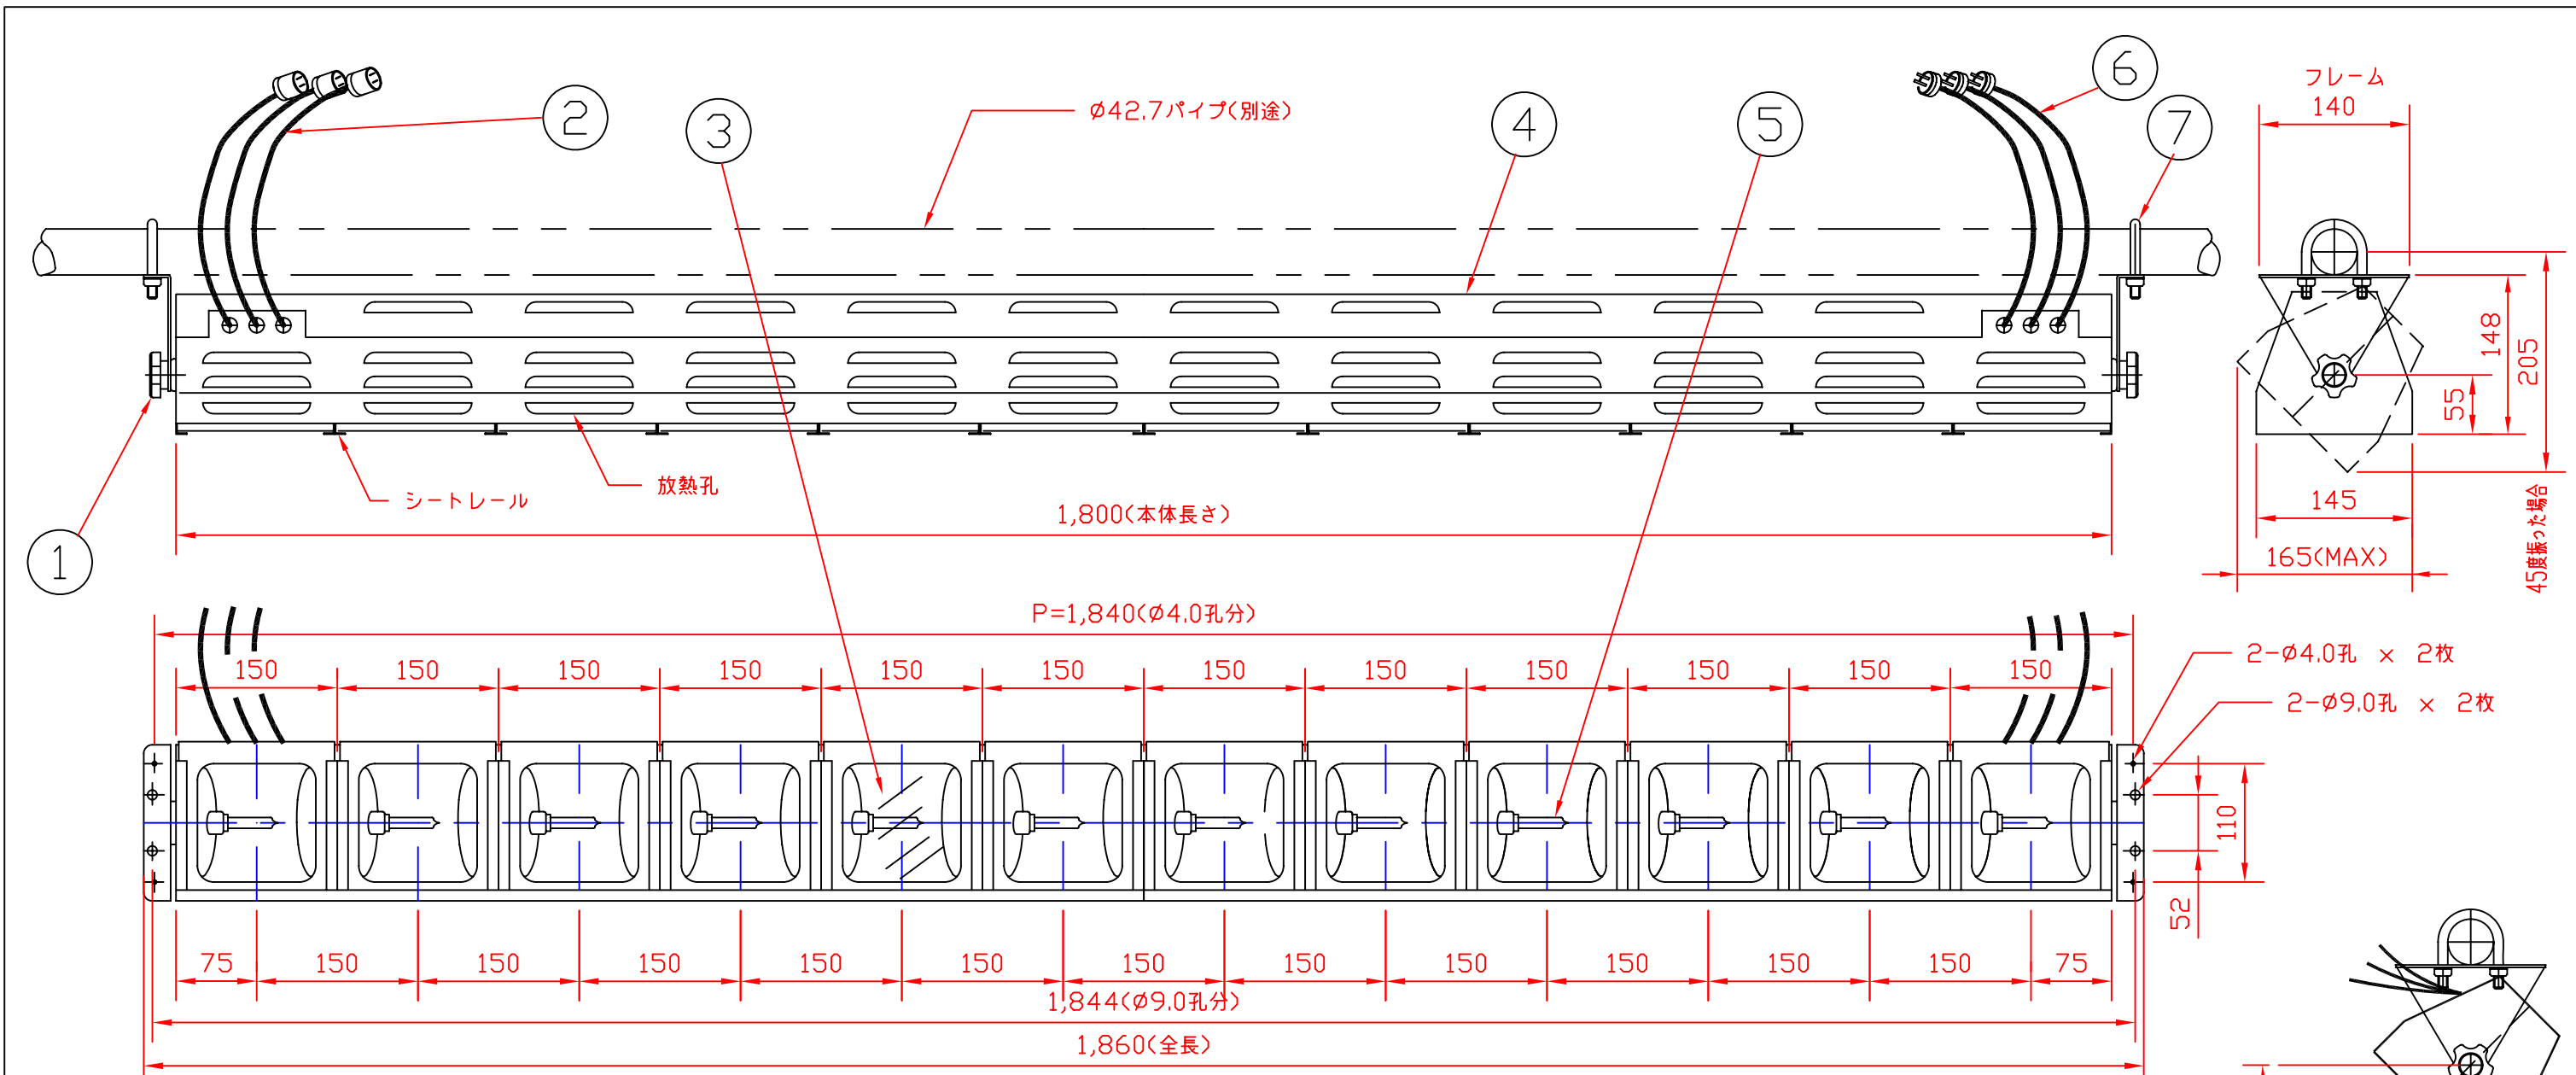 ② ③ ④ ⑤ ⑥ ⑦
φ42.7パイプ(別途)
フレーム
140
148
205
55
シートレール
放熱孔
1,800(本体長さ)
①
145
165(MAX)
45度振った場合
P=1,840(φ4.0孔分)
150 150 150 150 150 150 150 150 150 150 150 150
2-φ4.0孔 × 2枚
2-φ9.0孔 × 2枚
110
52
75 150 150 150 150 150 150 150 150 150 150 150 75
1,844(φ9.0孔分)
1,860(全長)